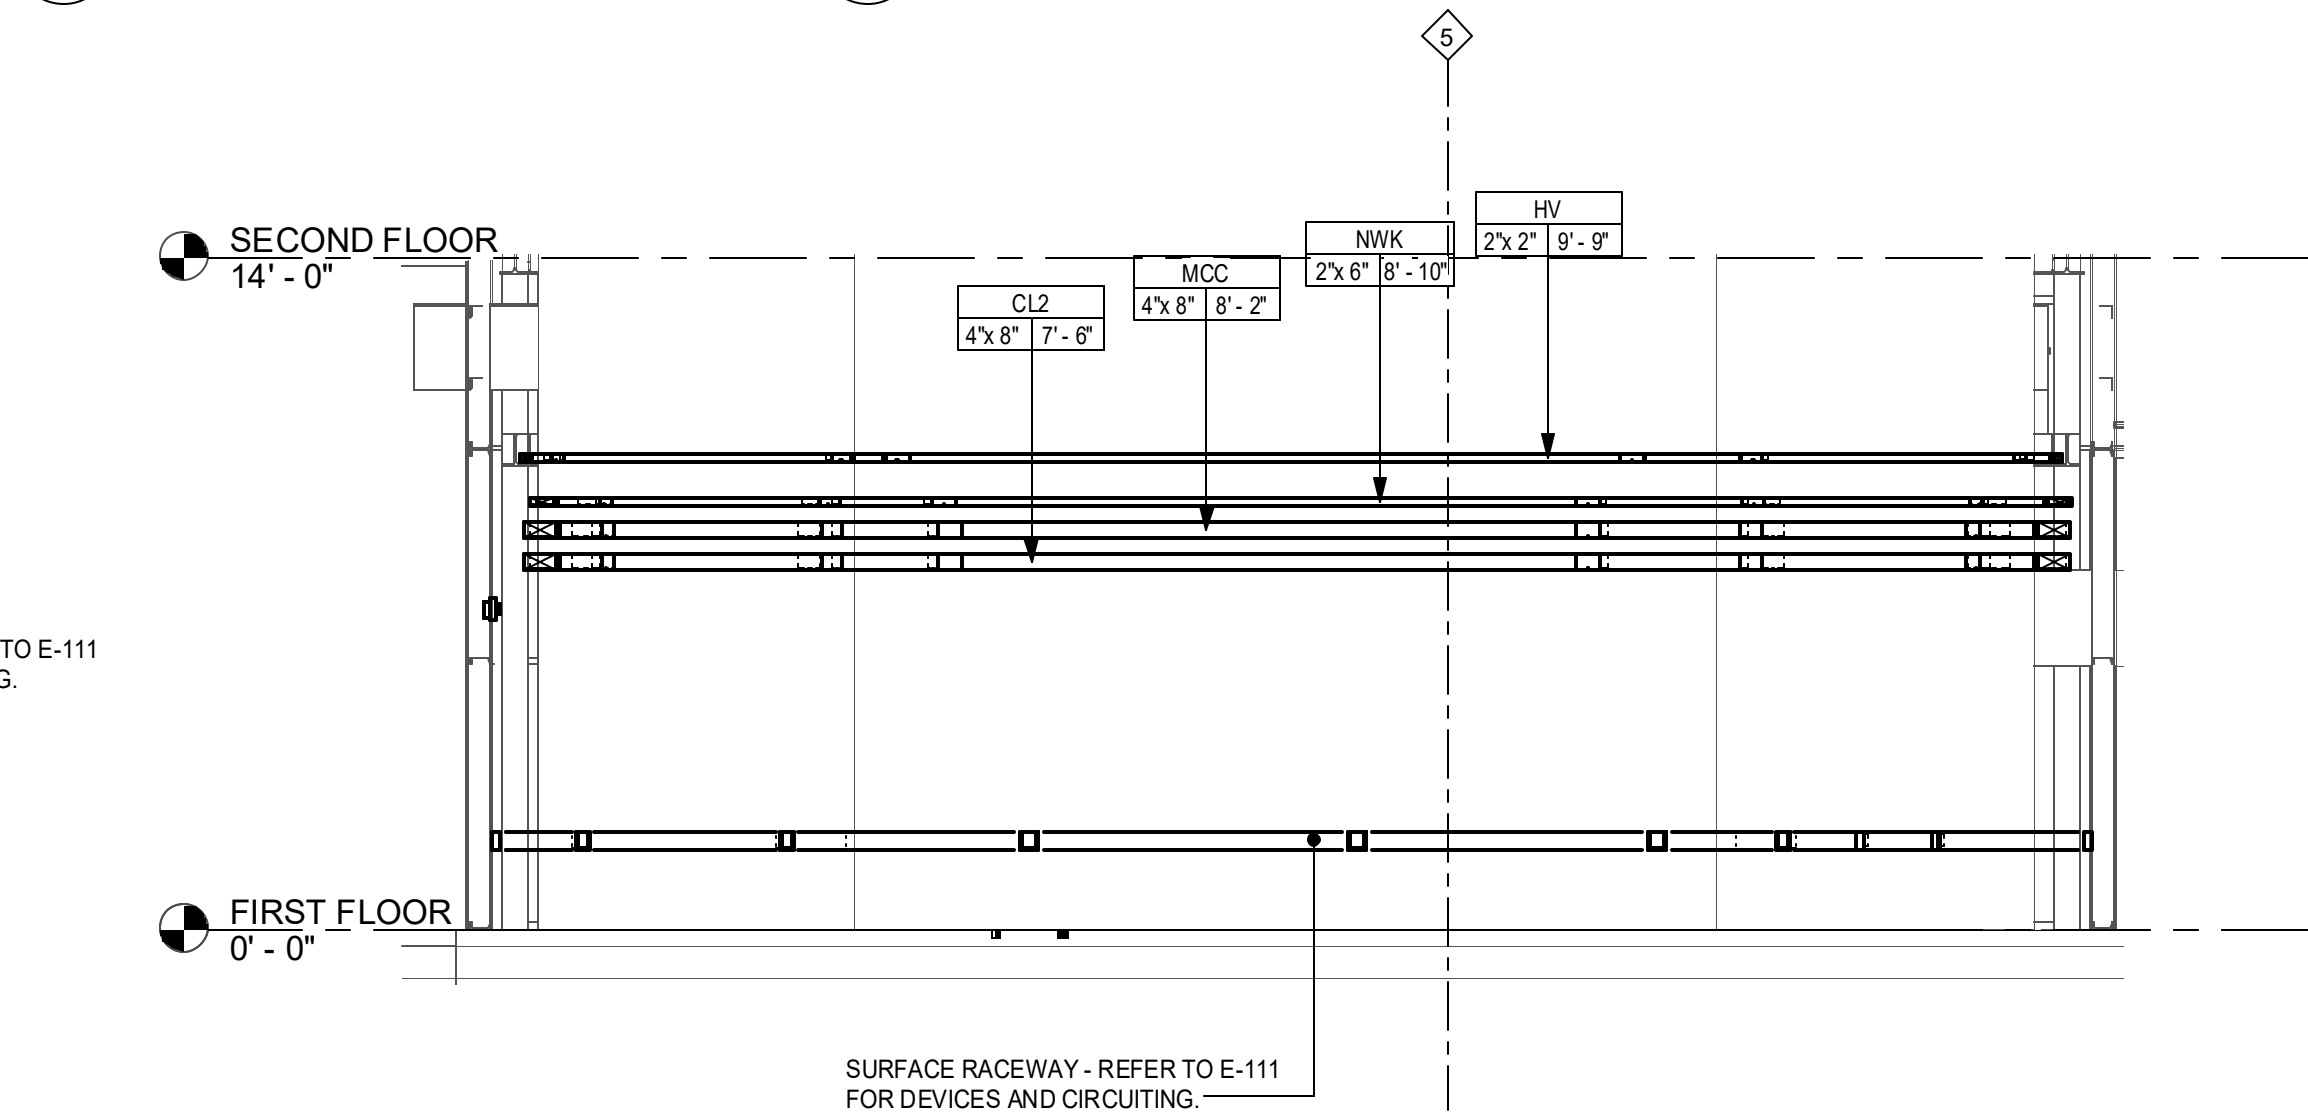 5
HV
2"x 2" 9' - 9"
NWK
2"x 6" 8' - 10"
MCC
4"x 8" 8' - 2"
CL2
4"x 8" 7' - 6"
SECOND FLOOR
14' - 0"
TO E-111
G.
FIRST FLOOR
0' - 0"
SURFACE RACEWAY - REFER TO E-111
FOR DEVICES AND CIRCUITING.